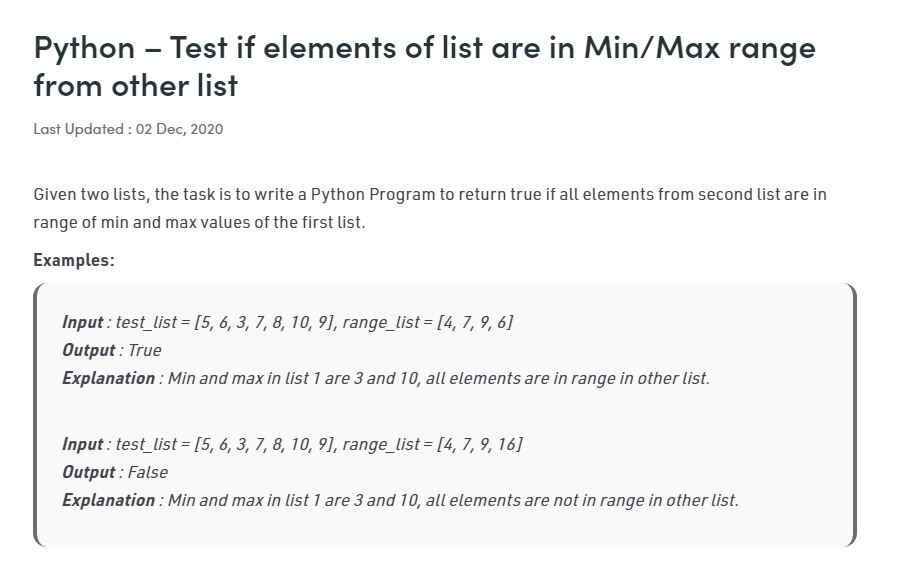 Python – Test if elements of list are in Min/Max range
from other list
Last Updated : 02 Dec, 2020
Given two lists, the task is to write a Python Program to return true if all elements from second list are in
range of min and max values of the first list.
Examples:
Input : test_list = [5, 6, 3, 7, 8, 10, 9], range_list = [4, 7, 9, 6]
Output : True
Explanation : Min and max in list 1 are 3 and 10, all elements are in range in other list.
Input : test_list = [5, 6, 3, 7, 8, 10, 9], range_list = [4, 7, 9, 16]
Output : False
Explanation : Min and max in list 1 are 3 and 10, all elements are not in range in other list.